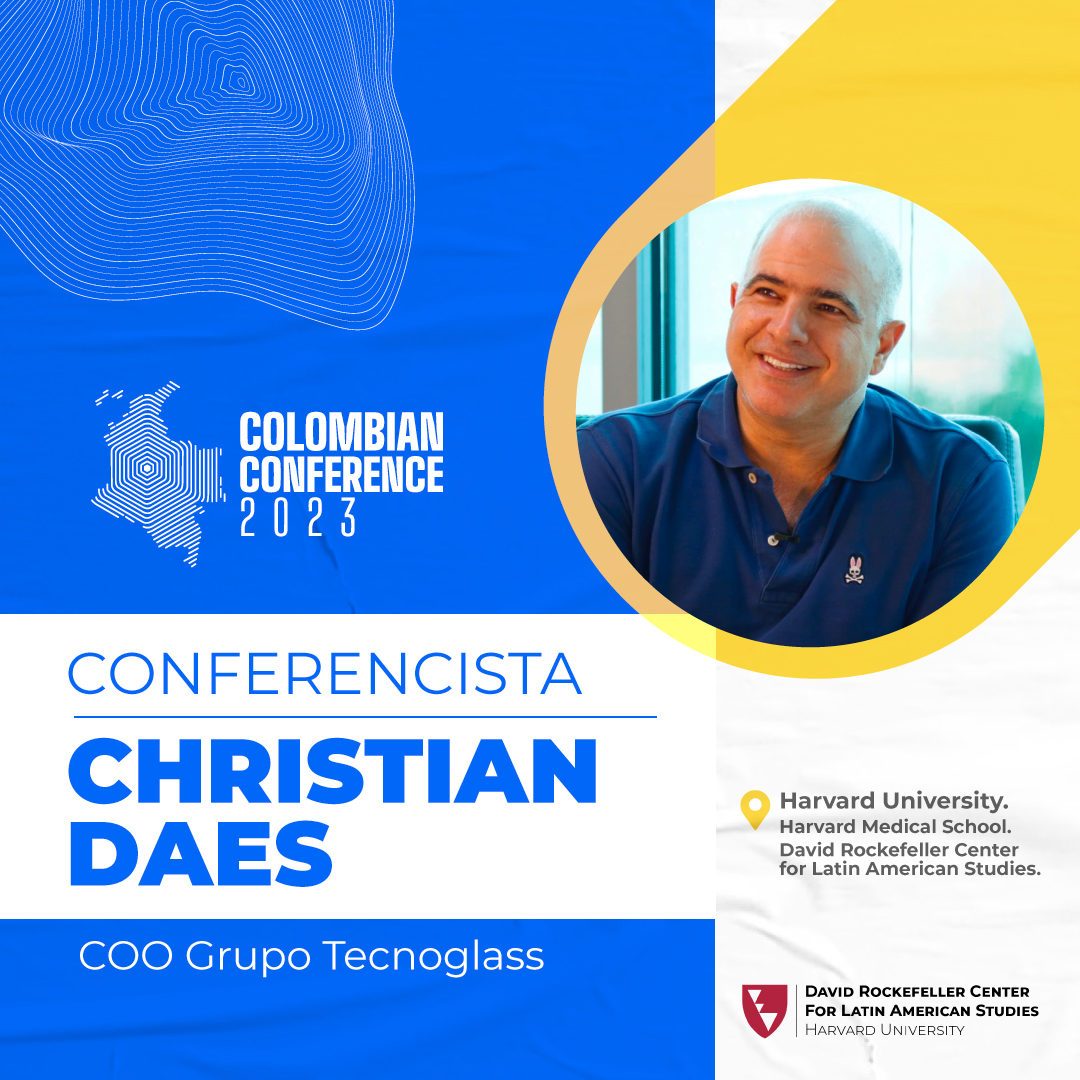 COLOMBIAN
CONFERENCE
2023
CONFERENCISTA
CHRISTIAN
DAES
COO Grupo Tecnoglass
Harvard University.
Harvard Medical School.
David Rockefeller Center
for Latin American Studies.
DAVID ROCKEFELLER CENTER
FOR LATIN AMERICAN STUDIES
HARVARD UNIVERSITY